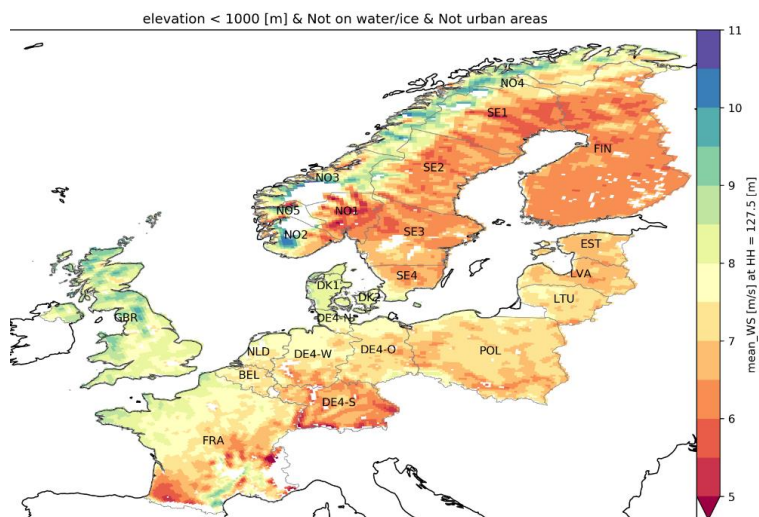 elevation < 1000 [m] & Not on water/ice & Not urban areas
11
10
9
8
7
6
5
mean_WS [m/s] at HH = 127.5 [m]
NO4
SE1
FIN
SE2
NO3
NO5
NO1
NO2
SE3
EST
SE4
LVA
DK1
DK2
LTU
GBR
DE4-N
NLD
DE4-W
DE4-O
POL
BEL
DE4-S
FRA